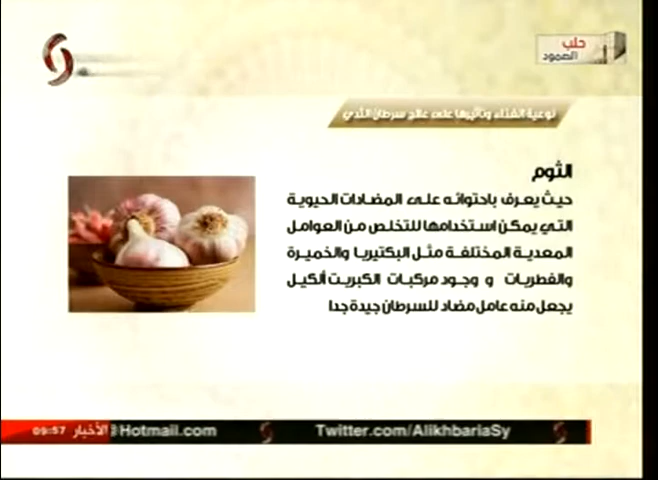 حلب
الصمود
نوعية الغذاء وتأثيرها على علاج سرطان الثدي
الثوم
حيث يعرف باحتوائه على المضادات الحيوية
التي يمكن استخدامها للتخلص من العوامل
المعدية المختلفة مثل البكتيريا والخميرة
والفطريات و وجود مركبات الكبريت ألكيل
يجعل منه عامل مضاد للسرطان جيدة جدا
09:57 الأخبار Hotmail.com Twitter.com/AlikhbariaSy